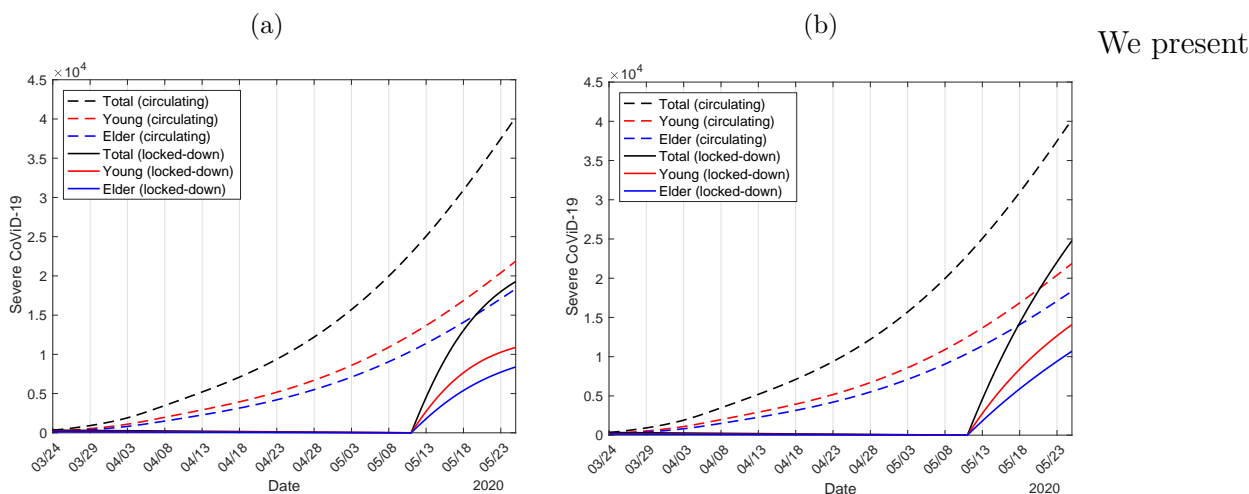 (a)
(b)
We present
×10^4
4.5
4
3.5
3
2.5
2
1.5
1
0.5
0
Severe CoViD-19
Total (circulating)
Young (circulating)
Elder (circulating)
Total (locked-down)
Young (locked-down)
Elder (locked-down)
03/24
03/29
04/03
04/08
04/13
04/18
04/23
04/28
05/03
05/08
05/13
05/18
05/23
Date
2020
×10^4
4.5
4
3.5
3
2.5
2
1.5
1
0.5
0
Severe CoViD-19
Total (circulating)
Young (circulating)
Elder (circulating)
Total (locked-down)
Young (locked-down)
Elder (locked-down)
03/24
03/29
04/03
04/08
04/13
04/18
04/23
04/28
05/03
05/08
05/13
05/18
05/23
Date
2020